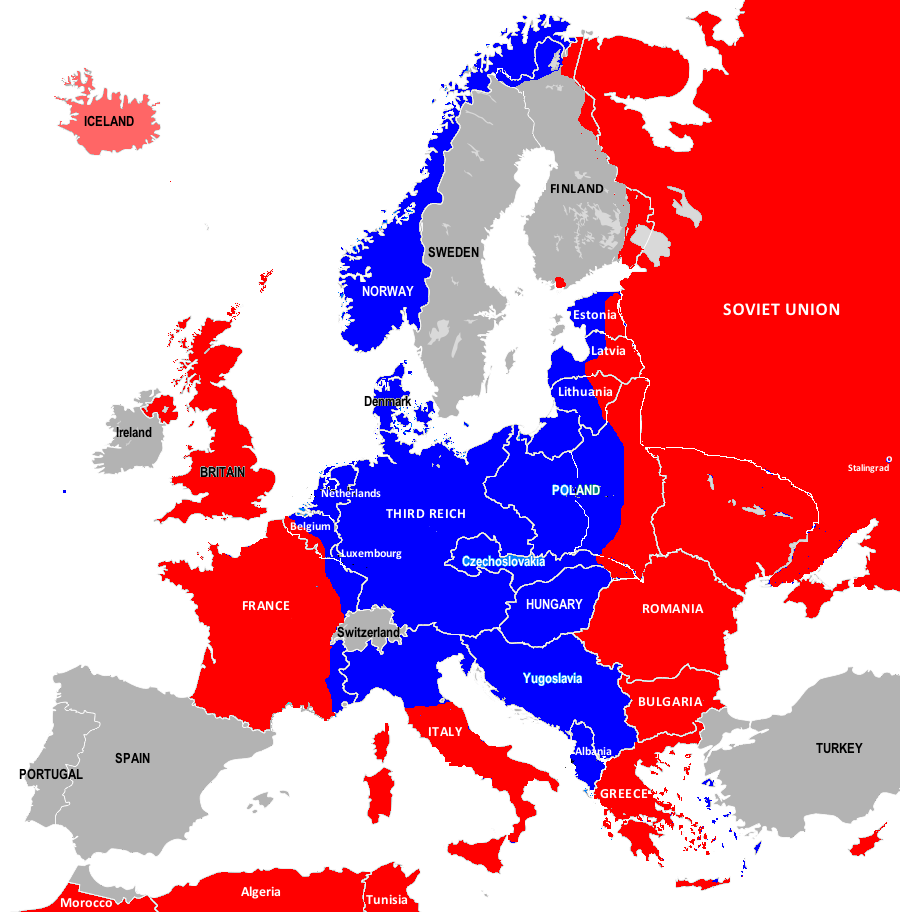 ICELAND
FINLAND
SWEDEN
NORWAY
SOVIET UNION
Estonia
Latvia
Lithuania
Denmark
Ireland
BRITAIN
Stalingrad
Netherlands
POLAND
THIRD REICH
Belgium
Luxembourg
Czechoslovakia
FRANCE
HUNGARY
ROMANIA
Switzerland
Yugoslavia
BULGARIA
ITALY
TURKEY
Albania
SPAIN
PORTUGAL
GREECE
Algeria
Morocco
Tunisia